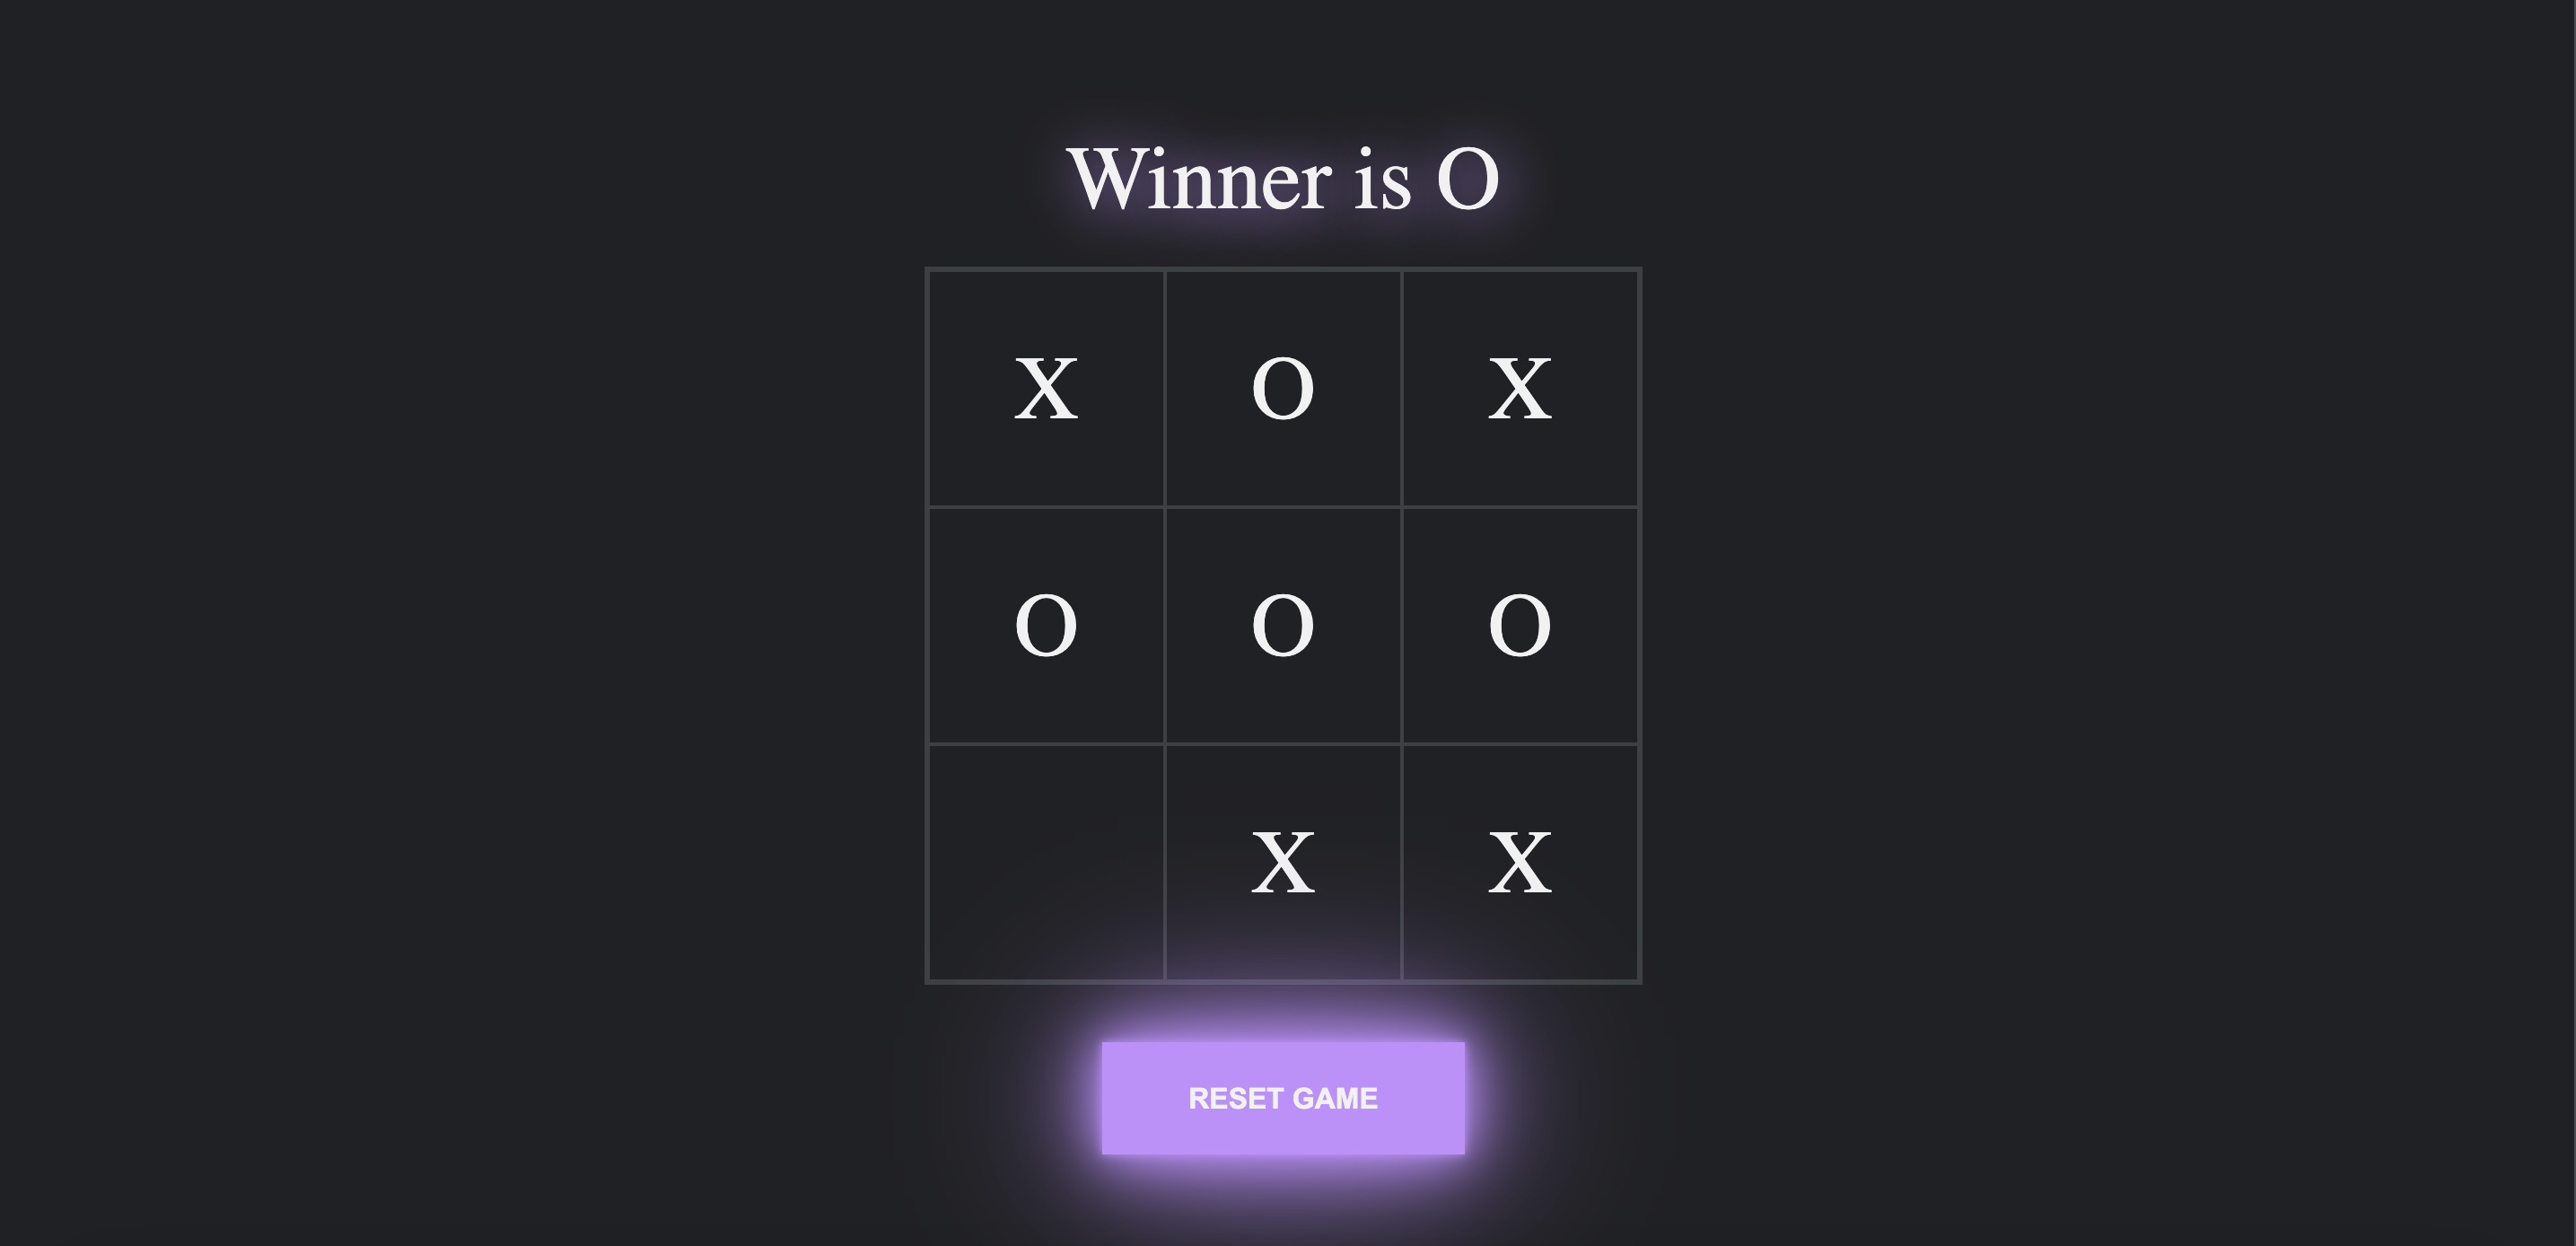 Winner is O
X O X
O O O
X X
RESET GAME